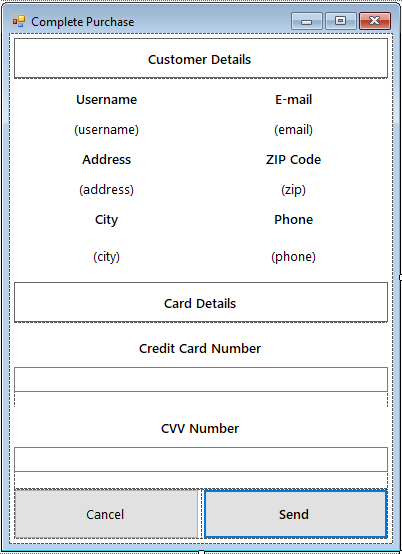 Complete Purchase
Customer Details
Username E-mail
(username) (email)
Address ZIP Code
(address) (zip)
City Phone
(city) (phone)
Card Details
Credit Card Number
CVV Number
Cancel Send